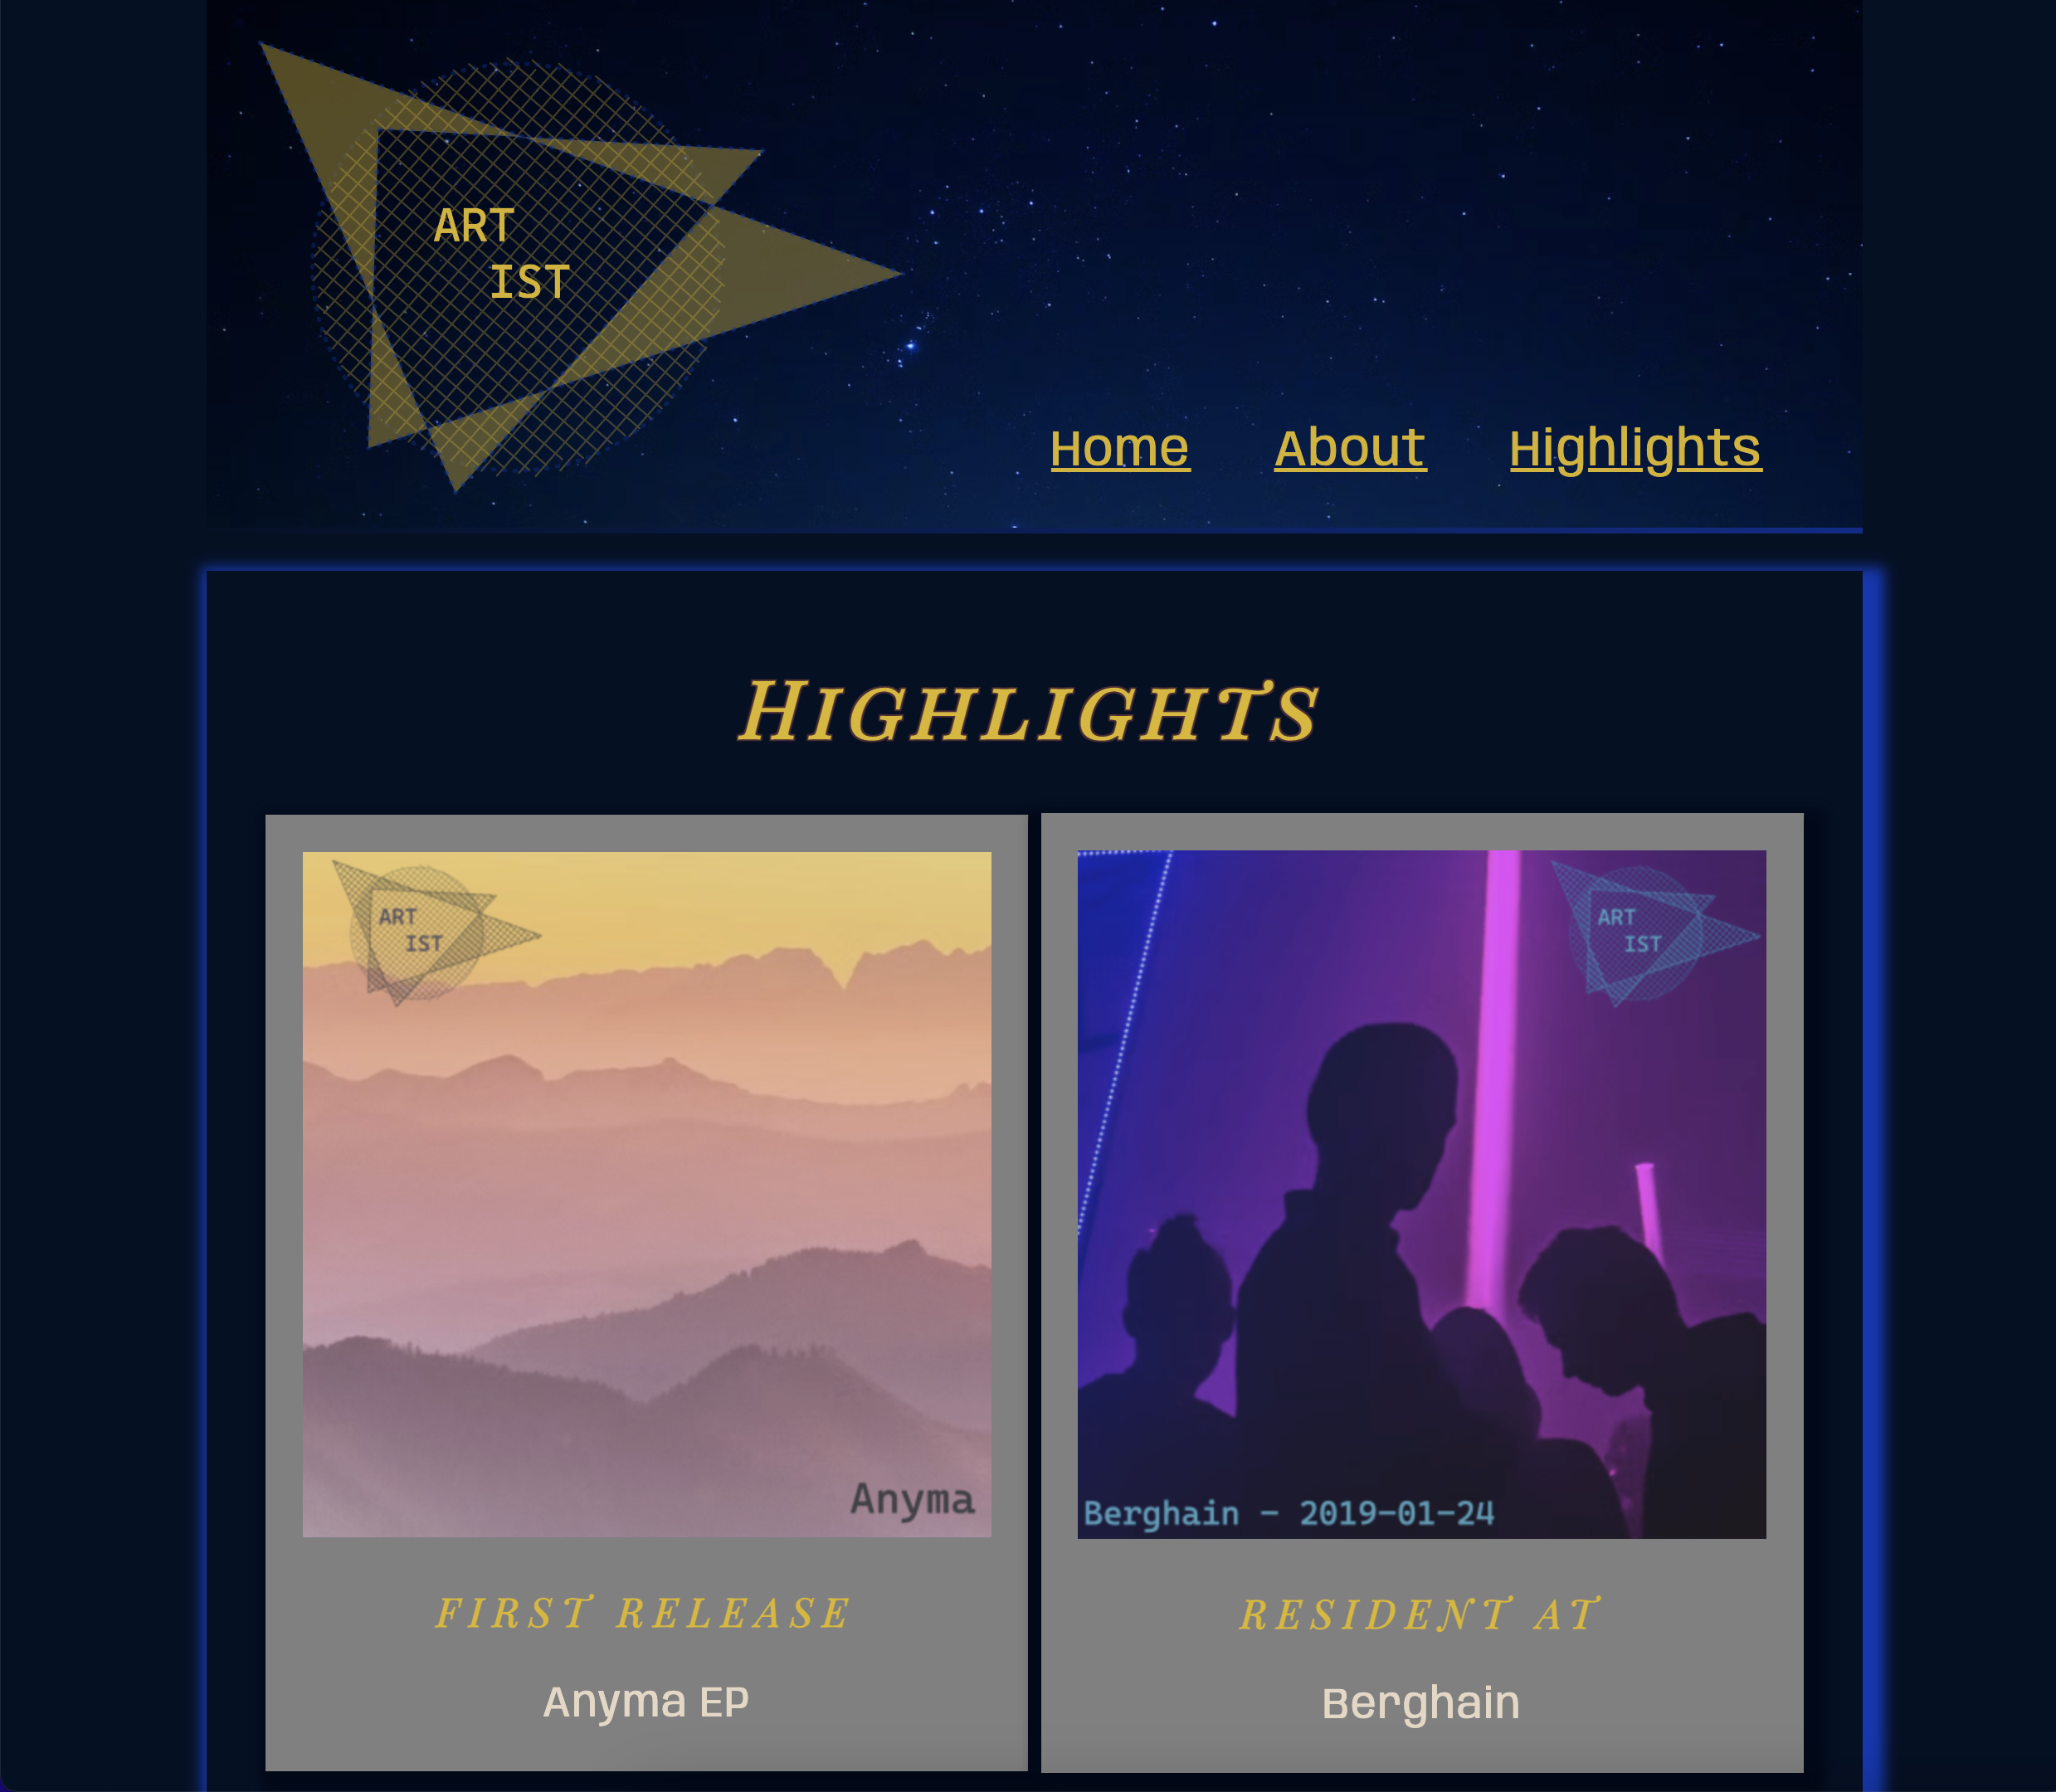 ART
IST
Home About Highlights
HIGHLIGHTS
ART
IST
Anyma
FIRST RELEASE
Anyma EP
ART
IST
Berghain - 2019-01-24
RESIDENT AT
Berghain